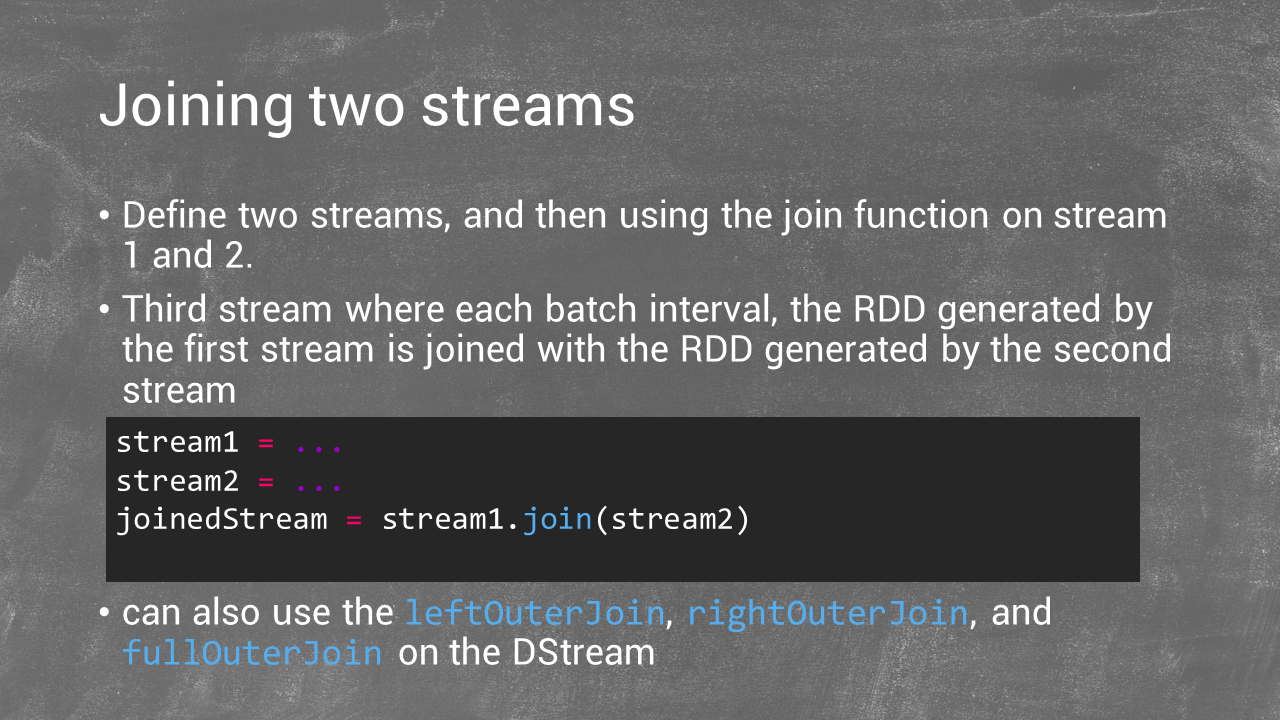 Joining two streams
• Define two streams, and then using the join function on stream
1 and 2.
• Third stream where each batch interval, the RDD generated by
the first stream is joined with the RDD generated by the second
stream
stream1 = ...
stream2 = ...
joinedStream = stream1.join(stream2)
• can also use the leftOuterJoin, rightOuterJoin, and
fullOuterJoin on the DStream